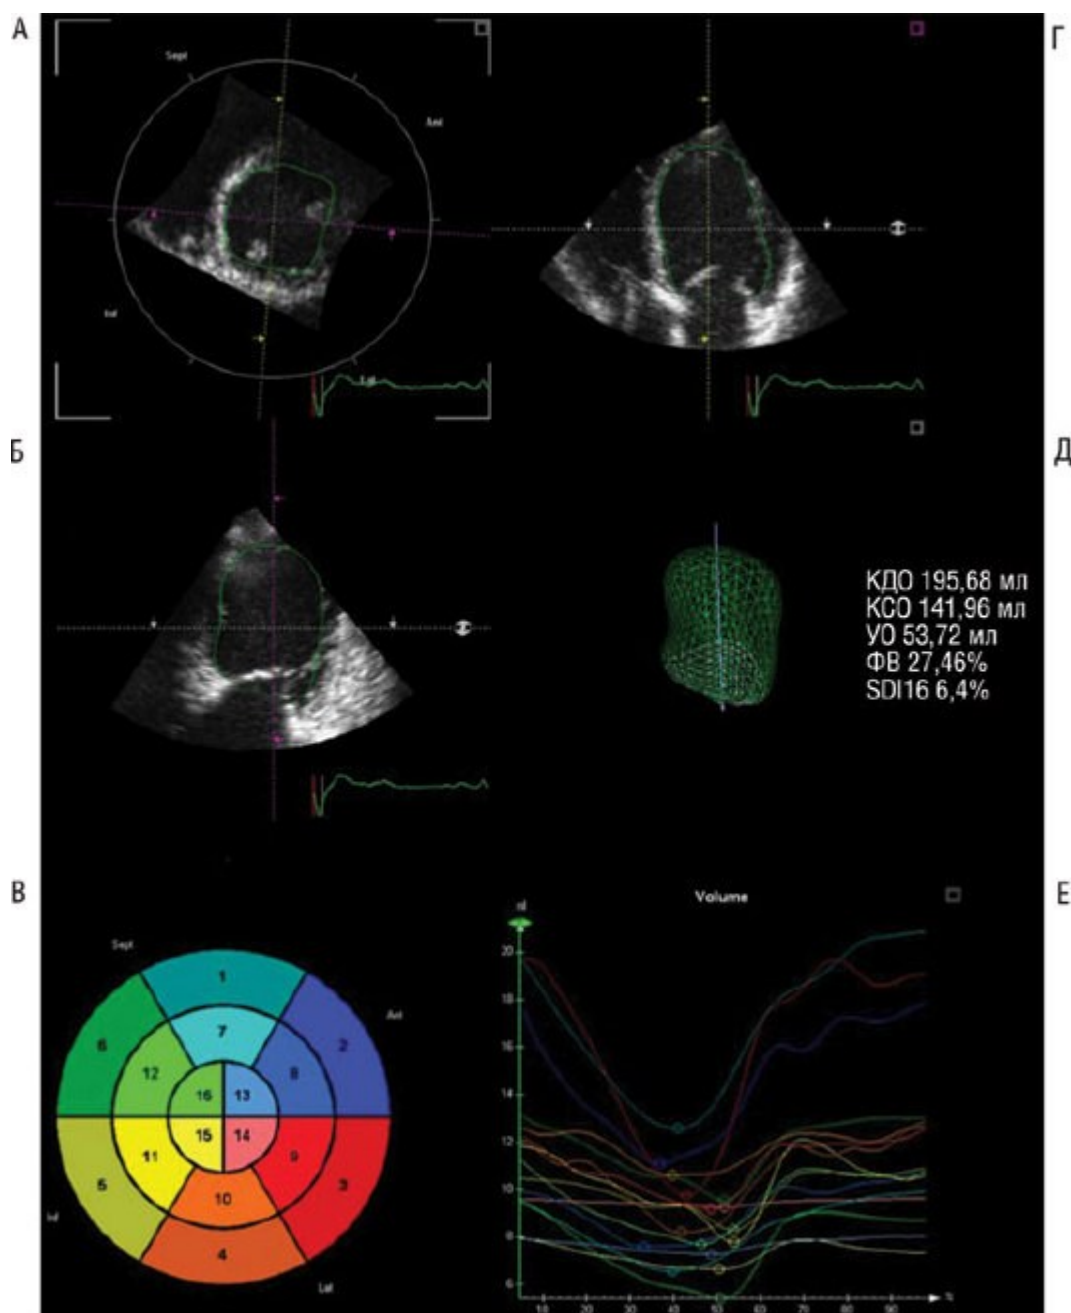 А
Г
Sept
Ant
Inf
Lat
Б
Д
КДО 195,68 мл
КСО 141,96 мл
УО 53,72 мл
ФВ 27,46%
SDI16 6,4%
В
Е
Volume
ml
20
18
16
14
12
10
8
6
10 20 30 40 50 60 70 80 90 %
Sept
Ant
Inf
Lat
1
6 7 2
12 8
16 13
15 14
11 9
5 10 3
4